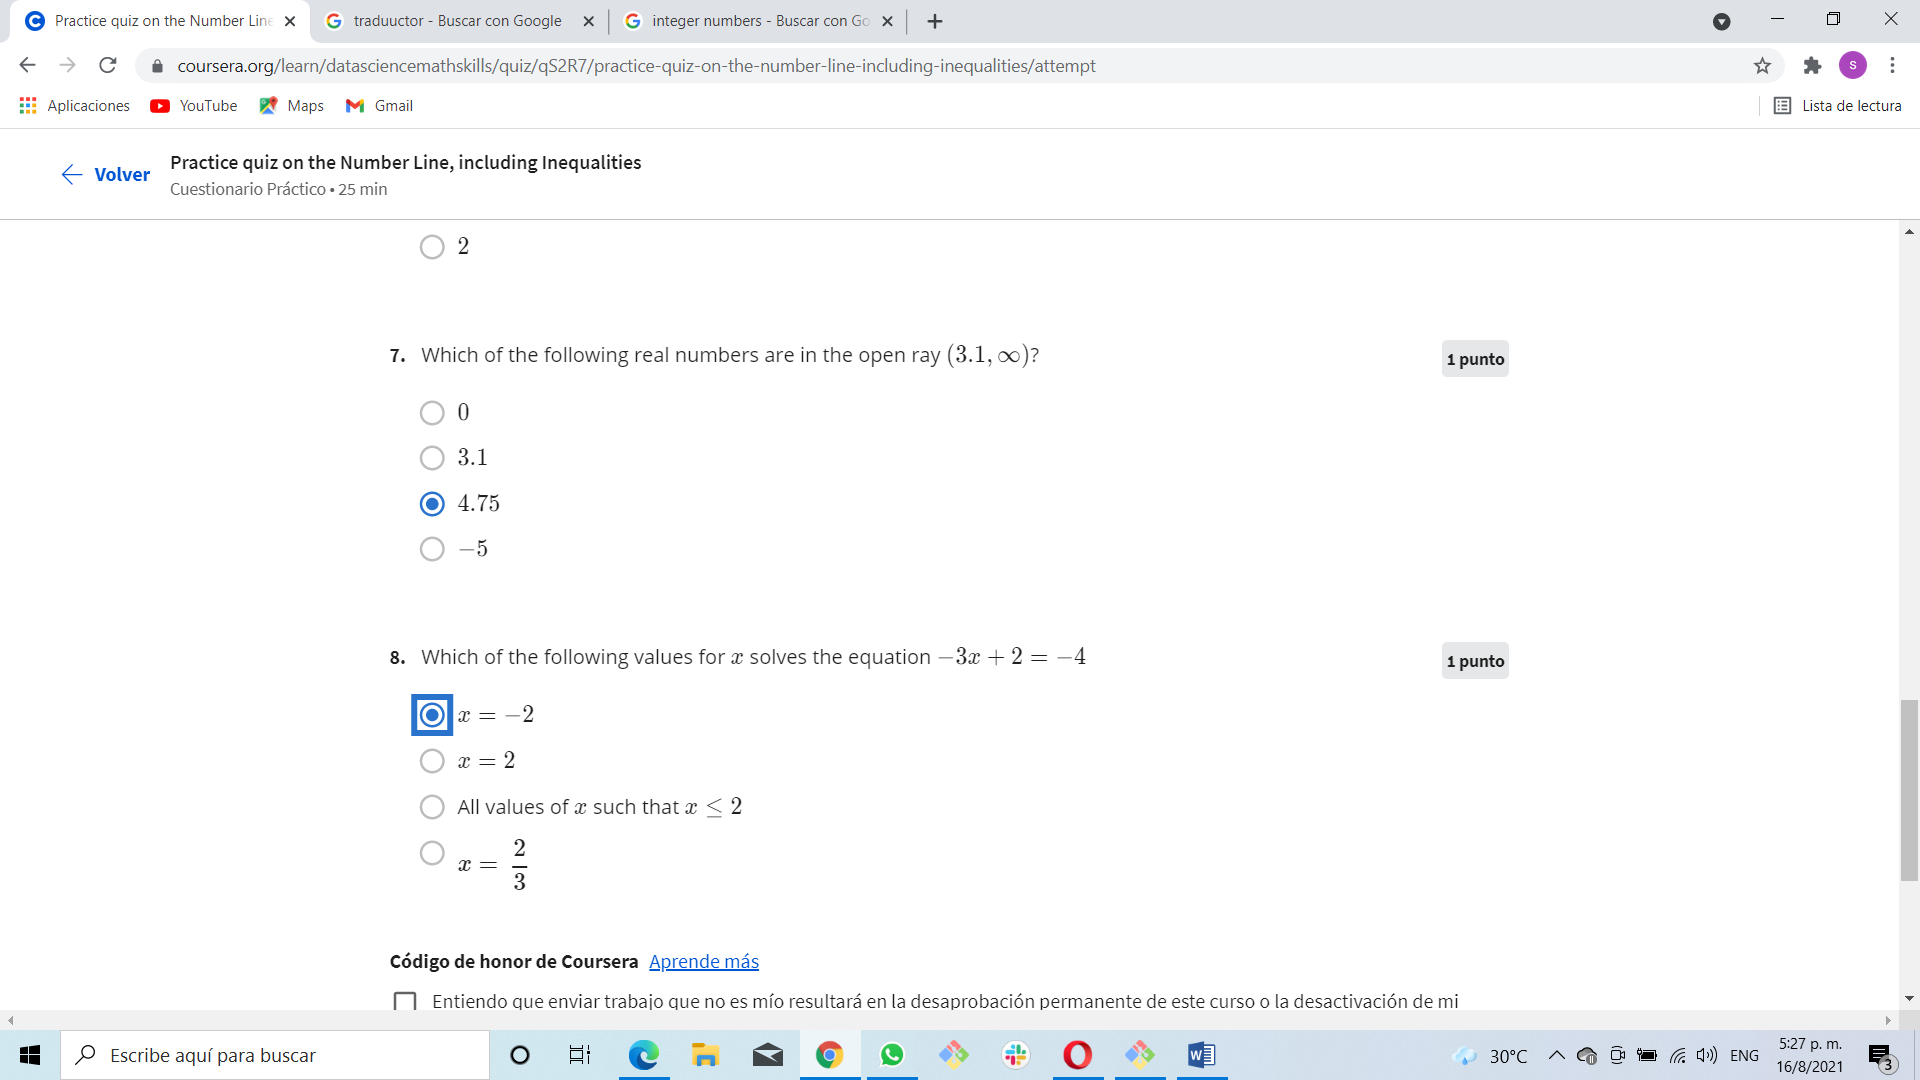 Practice quiz on the Number Line
traduuctor - Buscar con Google
integer numbers - Buscar con Go
coursera.org/learn/datasciencemathskills/quiz/qS2R7/practice-quiz-on-the-number-line-including-inequalities/attempt
S
Aplicaciones
YouTube
Maps
Gmail
Lista de lectura
Volver
Practice quiz on the Number Line, including Inequalities
Cuestionario Práctico • 25 min
2
7. Which of the following real numbers are in the open ray (3.1, ∞)?
1 punto
0
3.1
4.75
−5
8. Which of the following values for x solves the equation −3x + 2 = −4
1 punto
x = −2
x = 2
All values of x such that x ≤ 2
x = 2/3
Código de honor de Coursera Aprende más
Entiendo que enviar trabajo que no es mío resultará en la desaprobación permanente de este curso o la desactivación de mi
Escribe aquí para buscar
30°C
ENG
5:27 p. m.
16/8/2021
3